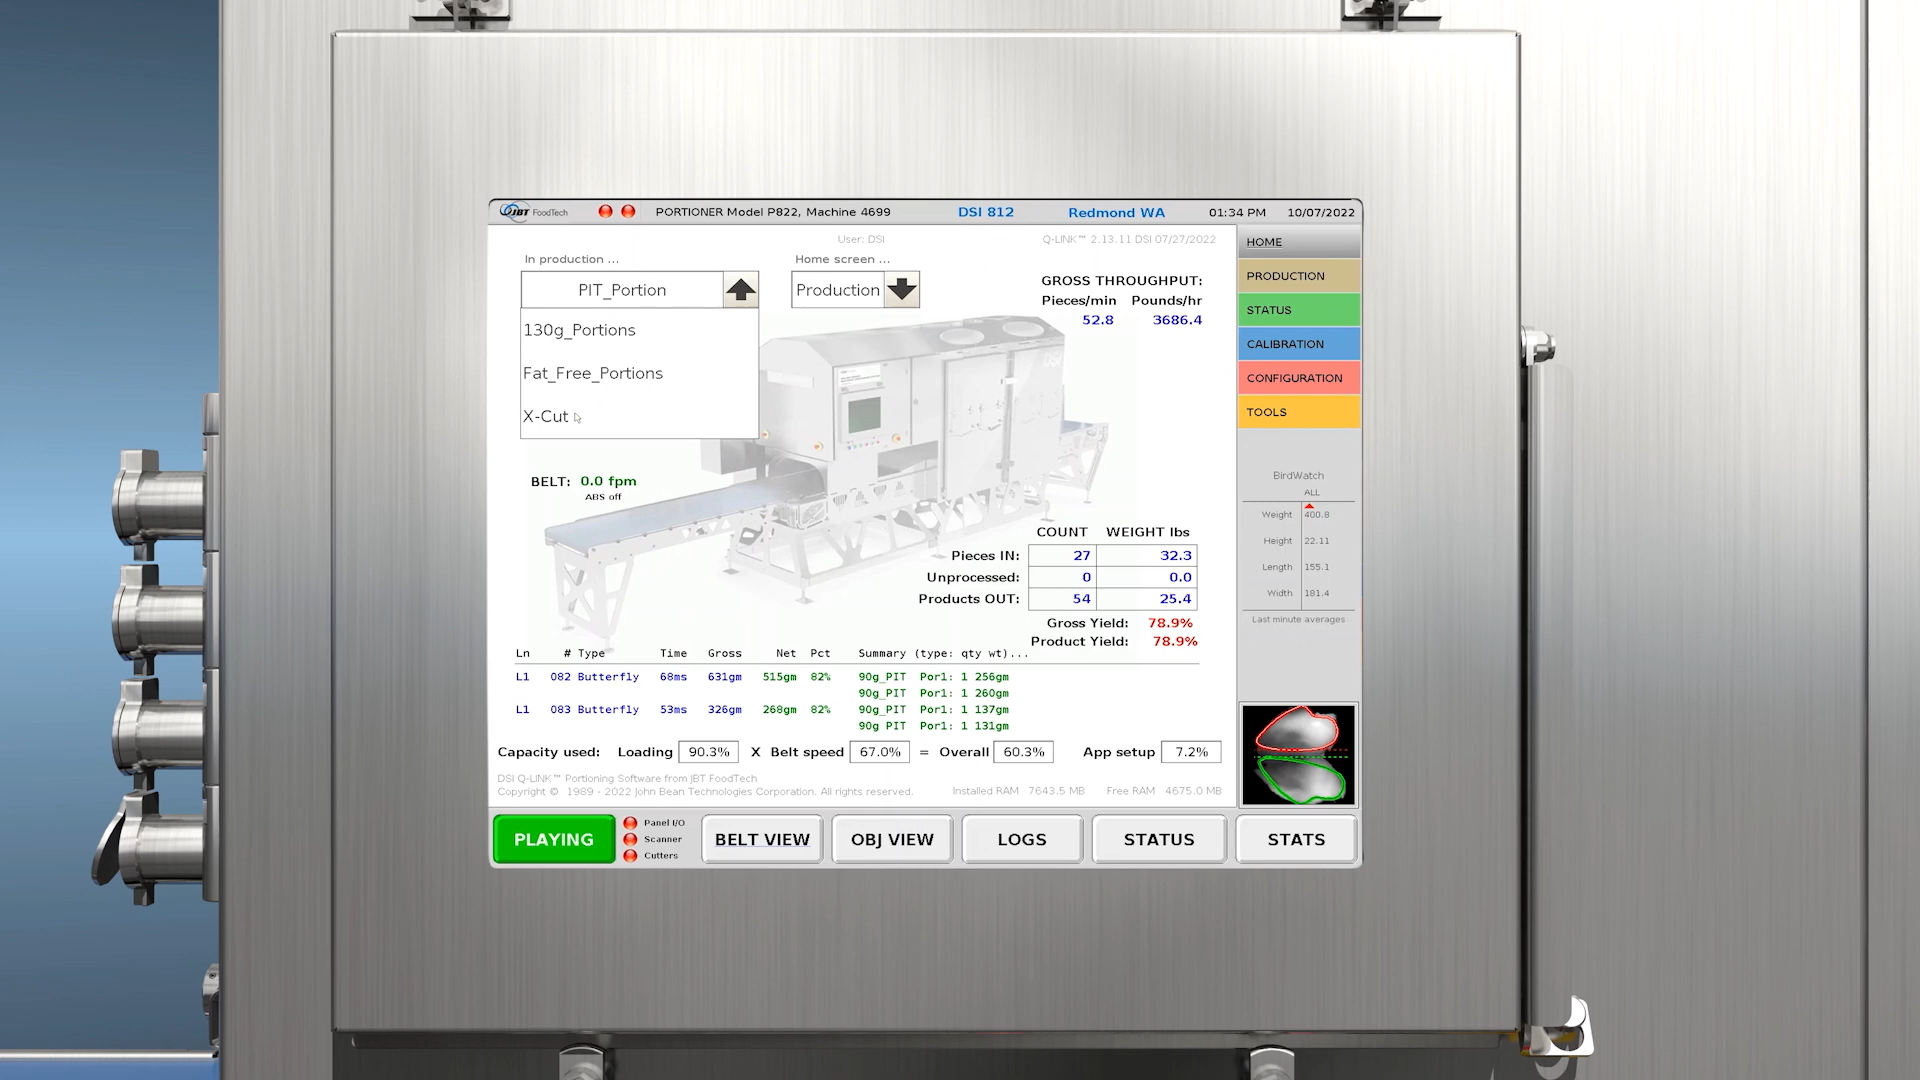 JBT FoodTech PORTIONER Model P822, Machine 4699 DSI 812 Redmond WA 01:34 PM 10/07/2022
User: DSI Q-LINK™ 2.13.11 DSI 07/27/2022
In production ... Home screen ...
PIT_Portion Production
130g_Portions
Fat_Free_Portions
X-Cut
GROSS THROUGHPUT:
Pieces/min Pounds/hr
52.8 3686.4
HOME
PRODUCTION
STATUS
CALIBRATION
CONFIGURATION
TOOLS
BELT: 0.0 fpm
ABS off
DSI
BirdWatch
ALL
Weight 400.8
Height 22.11
Length 155.1
Width 181.4
Last minute averages
COUNT WEIGHT lbs
Pieces IN: 27 32.3
Unprocessed: 0 0.0
Products OUT: 54 25.4
Gross Yield: 78.9%
Product Yield: 78.9%
Ln # Type Time Gross Net Pct Summary (type: qty wt)...
L1 082 Butterfly 68ms 631gm 515gm 82% 90g_PIT Por1: 1 256gm
90g_PIT Por1: 1 260gm
L1 083 Butterfly 53ms 326gm 268gm 82% 90g_PIT Por1: 1 137gm
90g_PIT Por1: 1 131gm
Capacity used: Loading 90.3% X Belt speed 67.0% = Overall 60.3% App setup 7.2%
DSI Q-LINK™ Portioning Software from JBT FoodTech
Copyright © 1989 - 2022 John Bean Technologies Corporation. All rights reserved. Installed RAM 7643.5 MB Free RAM 4675.0 MB
PLAYING
Panel I/O
Scanner
Cutters
BELT VIEW OBJ VIEW LOGS STATUS STATS